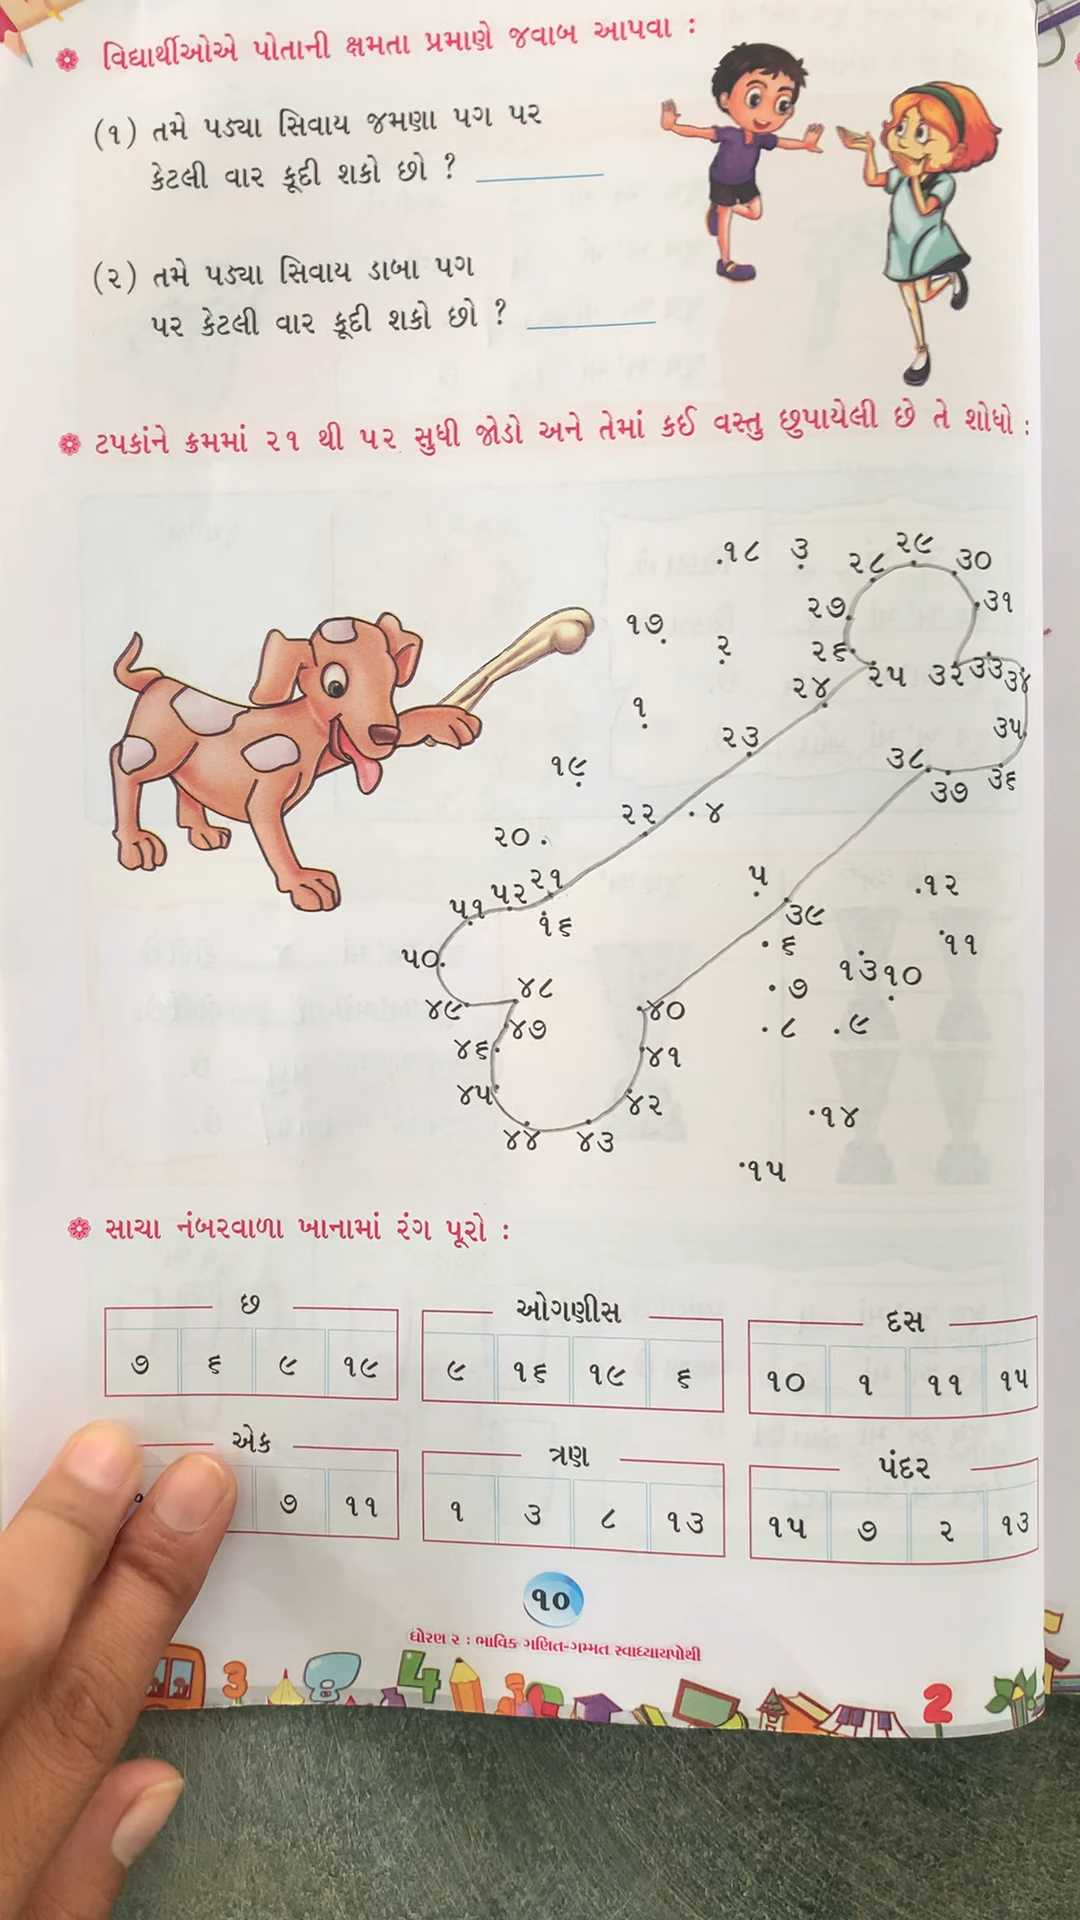 વિદ્યાર્થીઓએ પોતાની ક્ષમતા પ્રમાણે જવાબ આપવા :
(૧) તમે પડ્યા સિવાય જમણા પગ પર
કેટલી વાર કૂદી શકો છો ?
(૨) તમે પડ્યા સિવાય ડાબા પગ
પર કેટલી વાર કૂદી શકો છો ?
ટપકાંને ક્રમમાં ૨૧ થી ૫૨ સુધી જોડો અને તેમાં કઈ વસ્તુ છુપાયેલી છે તે શોધો :
૧૮ ૩ ૨૮ ૨૯ ૩૦
૧૭ ૨૭ ૩૧
૨ ૨૬
૨૪ ૨૫ ૩૨ ૩૩ ૩૪
૧ ૨૩ ૩૫
૧૯ ૩૮ ૩૭ ૩૬
૨૦ ૨૨ ૪
૫૧ ૫૨ ૨૧ ૫ ૧૨
૧૬ ૩૯
૫૦ ૬ ૧૩ ૧૦ ૧૧
૪૯ ૪૮ ૪૦ ૭
૪૬ ૪૭ ૪૧ ૮ ૯
૪૫ ૪૨ ૧૪
૪૪ ૪૩ ૧૫
સાચા નંબરવાળા ખાનામાં રંગ પૂરો :
છ ઓગણીસ દસ
૭ ૬ ૯ ૧૯ ૯ ૧૬ ૧૯ ૬ ૧૦ ૧ ૧૧ ૧૫
એક ત્રણ પંદર
૭ ૧૧ ૧ ૩ ૮ ૧૩ ૧૫ ૭ ૨ ૧૩
૧૦
ધોરણ ૨ : ભાવિક ગણિત-ગમ્મત સ્વાધ્યાયપોથી
3 8 4 2